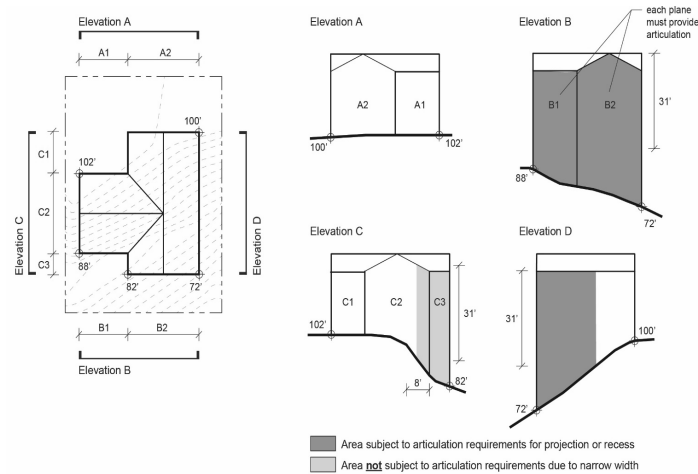 Elevation A
A1
A2
100'
102'
C1
C2
C3
Elevation C
Elevation D
88'
82'
72'
B1
B2
Elevation B
Elevation A
A2
A1
100'
102'
Elevation B
each plane
must provide
articulation
B1
B2
31'
88'
72'
Elevation C
C1
C2
C3
102'
31'
8'
82'
Elevation D
31'
100'
72'
Area subject to articulation requirements for projection or recess
Area not subject to articulation requirements due to narrow width